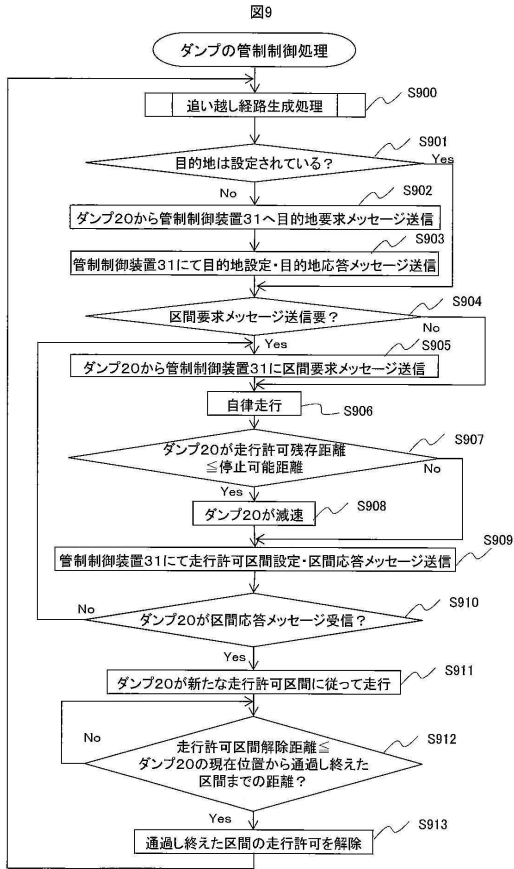 図9
ダンプの管制制御処理
追い越し経路生成処理
S900
目的地は設定されている？
S901
Yes
No
S902
ダンプ20から管制制御装置31へ目的地要求メッセージ送信
S903
管制制御装置31にて目的地設定・目的地応答メッセージ送信
区間要求メッセージ送信要？
S904
No
Yes
S905
ダンプ20から管制制御装置31に区間要求メッセージ送信
自律走行
S906
ダンプ20が走行許可残存距離
≦停止可能距離
S907
No
Yes
ダンプ20が減速
S908
S909
管制制御装置31にて走行許可区間設定・区間応答メッセージ送信
No
ダンプ20が区間応答メッセージ受信？
S910
Yes
S911
ダンプ20が新たな走行許可区間に従って走行
No
走行許可区間解除距離≦
ダンプ20の現在位置から通過し終えた
区間までの距離？
S912
Yes
S913
通過し終えた区間の走行許可を解除